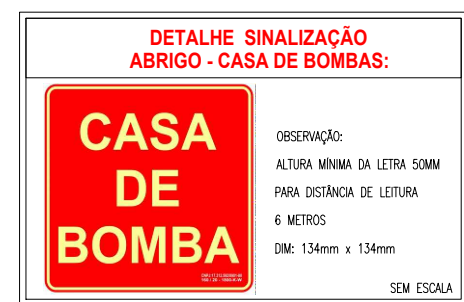 DETALHE SINALIZAÇÃO
ABRIGO - CASA DE BOMBAS:
CASA
DE
BOMBA
OBSERVAÇÃO:
ALTURA MÍNIMA DA LETRA 50MM
PARA DISTÂNCIA DE LEITURA
6 METROS
DIM: 134mm x 134mm
SEM ESCALA